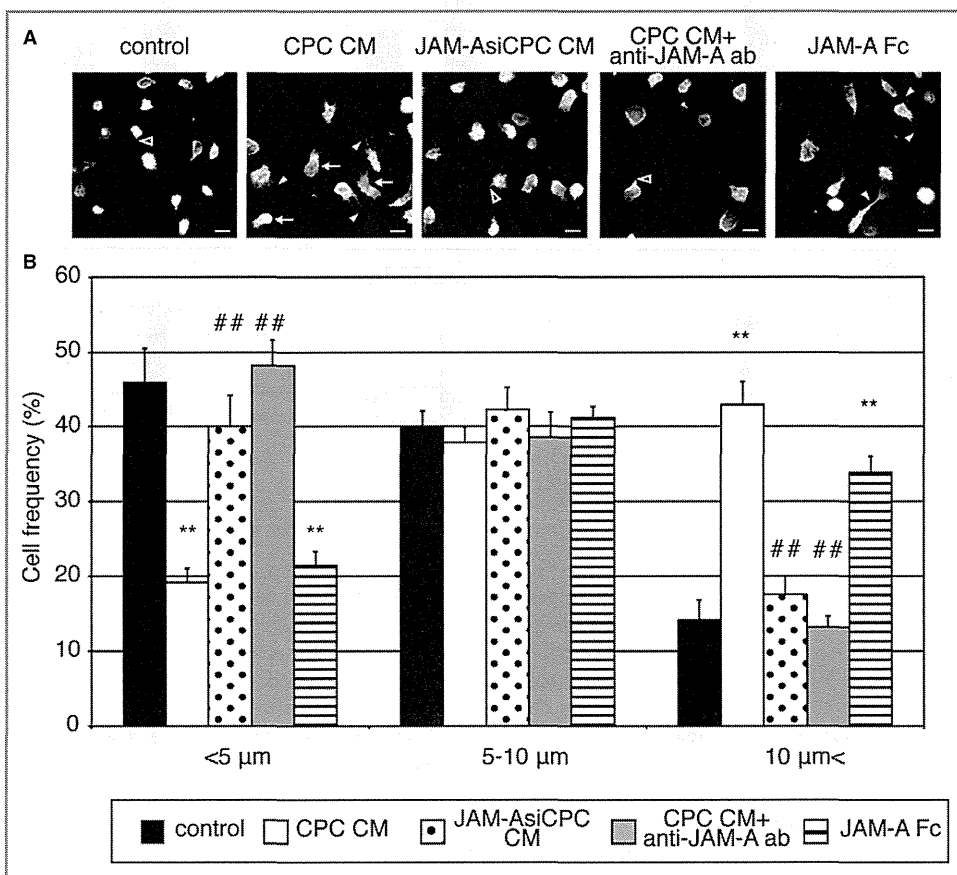 A
control CPC CM JAM-AsiCPC CM CPC CM+ JAM-A Fc
anti-JAM-A ab
B
60
50
40
30
20
10
0
Cell frequency (%)
** ## ## **
** ## ## **
<5 µm 5-10 µm 10 µm<
control CPC CM JAM-AsiCPC CM CPC CM+ anti-JAM-A ab JAM-A Fc